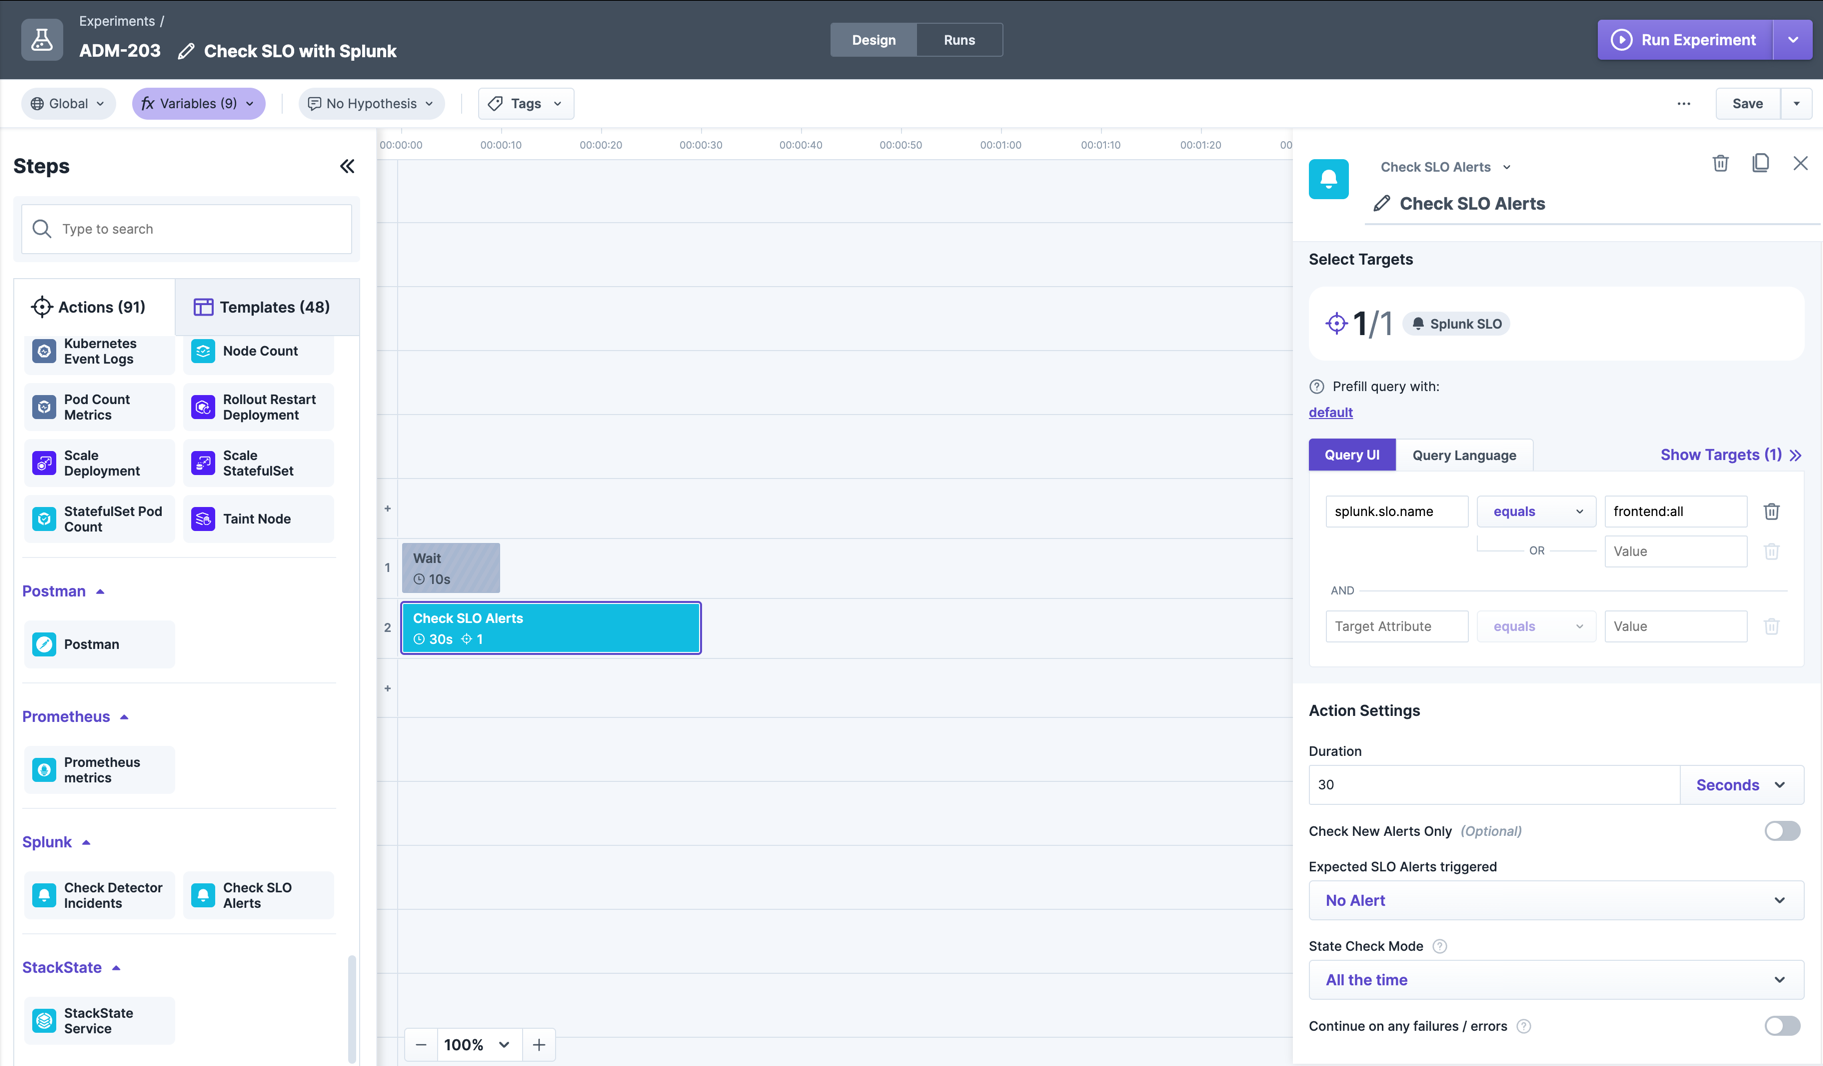 Experiments /
ADM-203 Check SLO with Splunk
Design Runs
Run Experiment
Global
fx Variables (9)
No Hypothesis
Tags
Save
Steps
Type to search
Actions (91)
Templates (48)
Kubernetes
Event Logs
Node Count
Pod Count
Metrics
Rollout Restart
Deployment
Scale
Deployment
Scale
StatefulSet
StatefulSet Pod
Count
Taint Node
Postman
Postman
Prometheus
Prometheus
metrics
Splunk
Check Detector
Incidents
Check SLO
Alerts
StackState
StackState
Service
00:00:00 00:00:10 00:00:20 00:00:30 00:00:40 00:00:50 00:01:00 00:01:10 00:01:20 00
+
1
Wait
10s
2
Check SLO Alerts
30s 1
+
− 100% +
Check SLO Alerts
Check SLO Alerts
Select Targets
1/1 Splunk SLO
Prefill query with:
default
Query UI Query Language Show Targets (1)
splunk.slo.name equals frontend:all
OR Value
AND
Target Attribute equals Value
Action Settings
Duration
30 Seconds
Check New Alerts Only (Optional)
Expected SLO Alerts triggered
No Alert
State Check Mode ?
All the time
Continue on any failures / errors ?